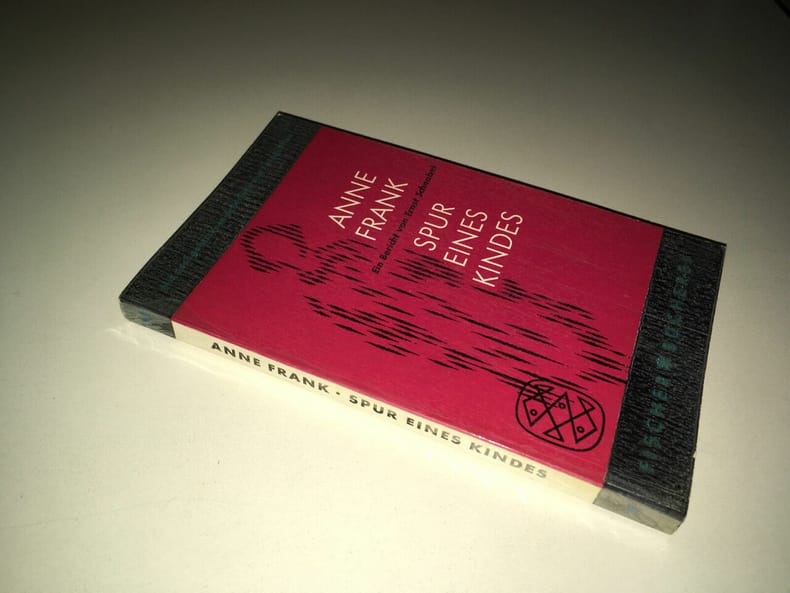 ANNE
FRANK
Ein Bericht von Ernst Schnabel
SPUR
EINES
KINDES
FISCHER BÜCHEREI
ANNE FRANK · SPUR EINES KINDES